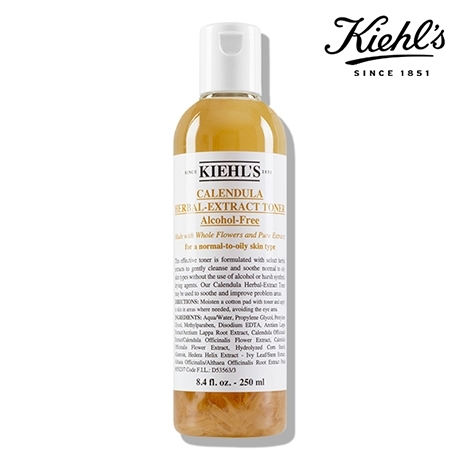 Kiehl's
SINCE 1851
SINCE KIEHL'S 1851
CALENDULA
HERBAL-EXTRACT TONER
Alcohol-Free
Made with Whole Flowers and Pure Extracts
For a normal-to-oily skin type
This effective toner is formulated with select herbal
extracts to gently cleanse and soothe normal to oily
skin types without the use of alcohol or harsh synthetic
drying agents. Our Calendula Herbal-Extract Toner
may be used to soothe and improve problem areas.
DIRECTIONS: Moisten a cotton pad with toner and apply
to skin in areas where needed, avoiding the eye area.
INGREDIENTS: Aqua/Water, Propylene Glycol,
Glycol, Methylparaben, Disodium EDTA, Arctium Lappa
Extract/Arctium Lappa Root Extract, Calendula Officinalis
Extract/Calendula Officinalis Flower Extract,
Officinalis Flower Extract, Hydrolyzed Corn Starch,
Hedera Helix Extract - Ivy Leaf/Stem Extract,
Althaea Officinalis Extract/Althaea Officinalis Root Extract
Code F.I.L.: D53563/3
8.4 fl. oz. - 250 ml